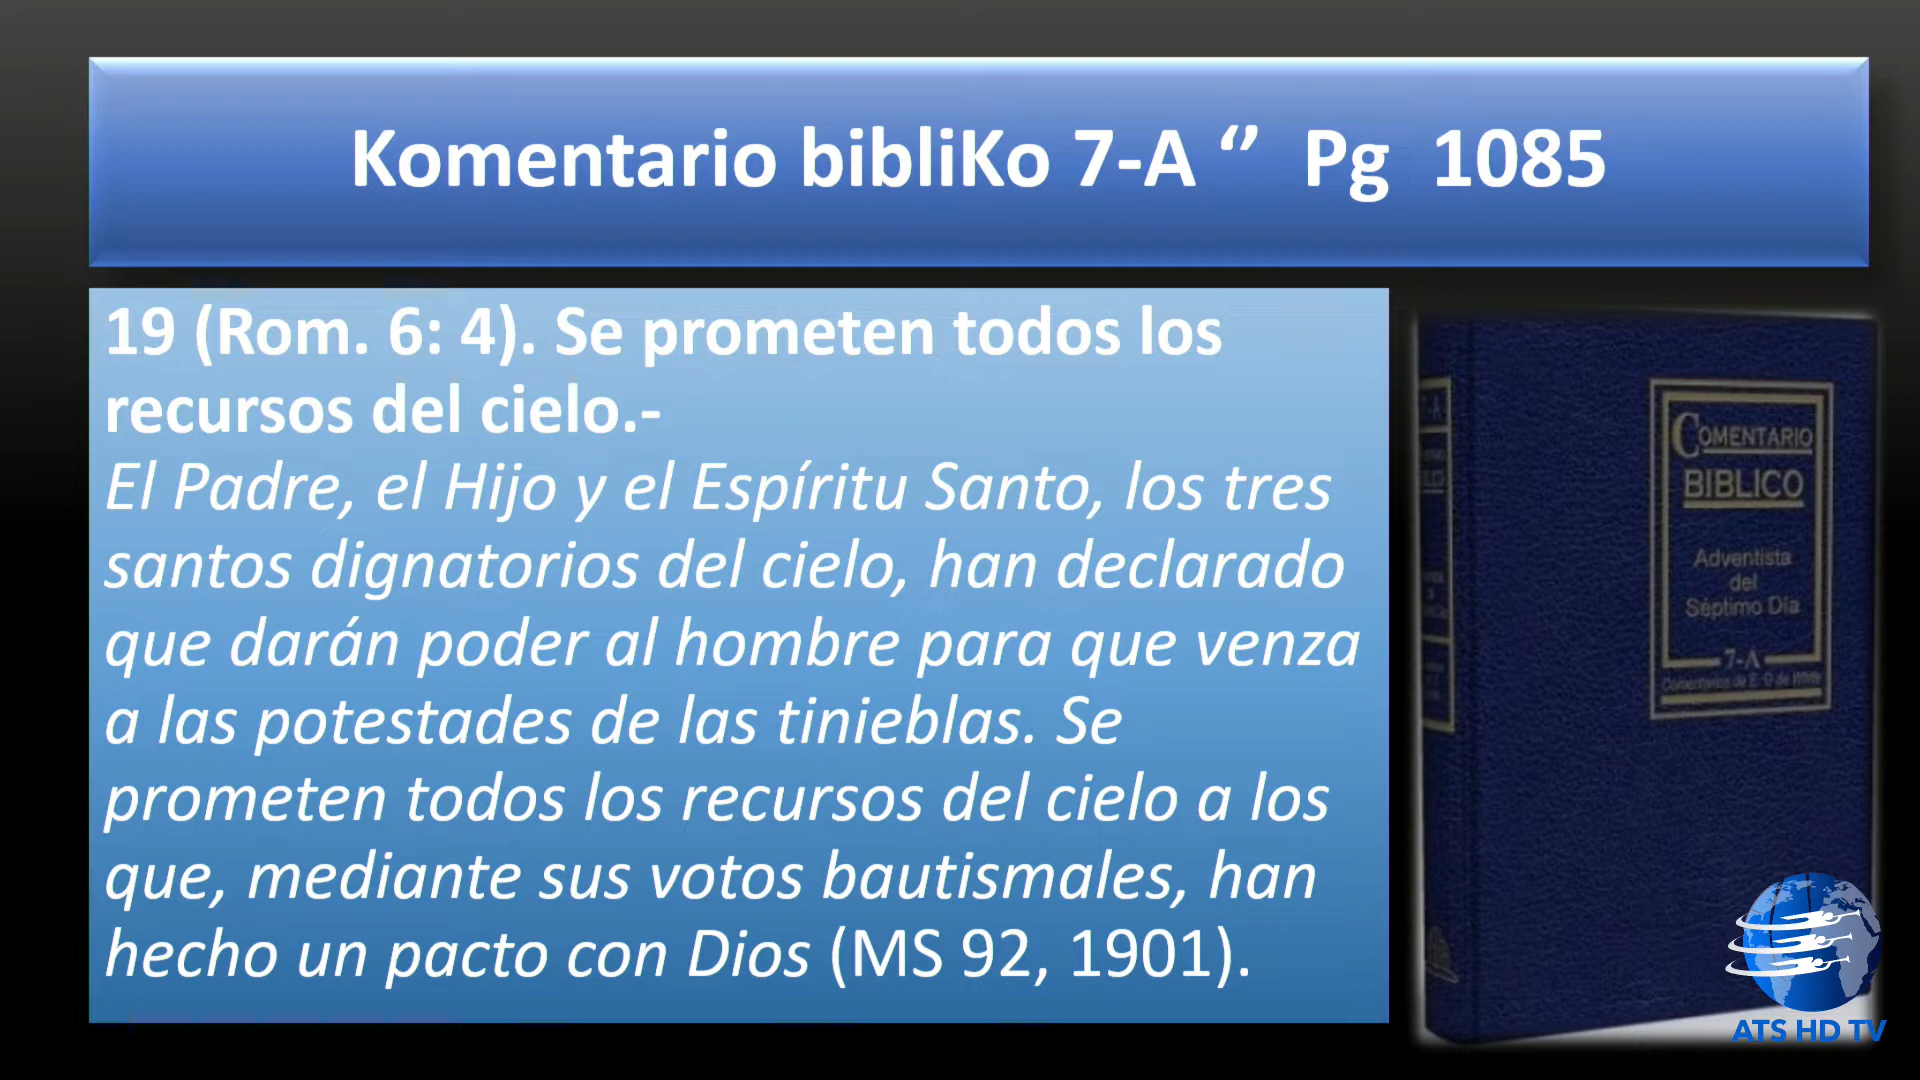 Komentario bibliKo 7-A “ Pg 1085
19 (Rom. 6: 4). Se prometen todos los
recursos del cielo.-
El Padre, el Hijo y el Espíritu Santo, los tres
santos dignatorios del cielo, han declarado
que darán poder al hombre para que venza
a las potestades de las tinieblas. Se
prometen todos los recursos del cielo a los
que, mediante sus votos bautismales, han
hecho un pacto con Dios (MS 92, 1901).
COMENTARIO
BIBLICO
Adventista
del
Séptimo Día
7-A
Comentarios de E. G de White
ATS HD TV